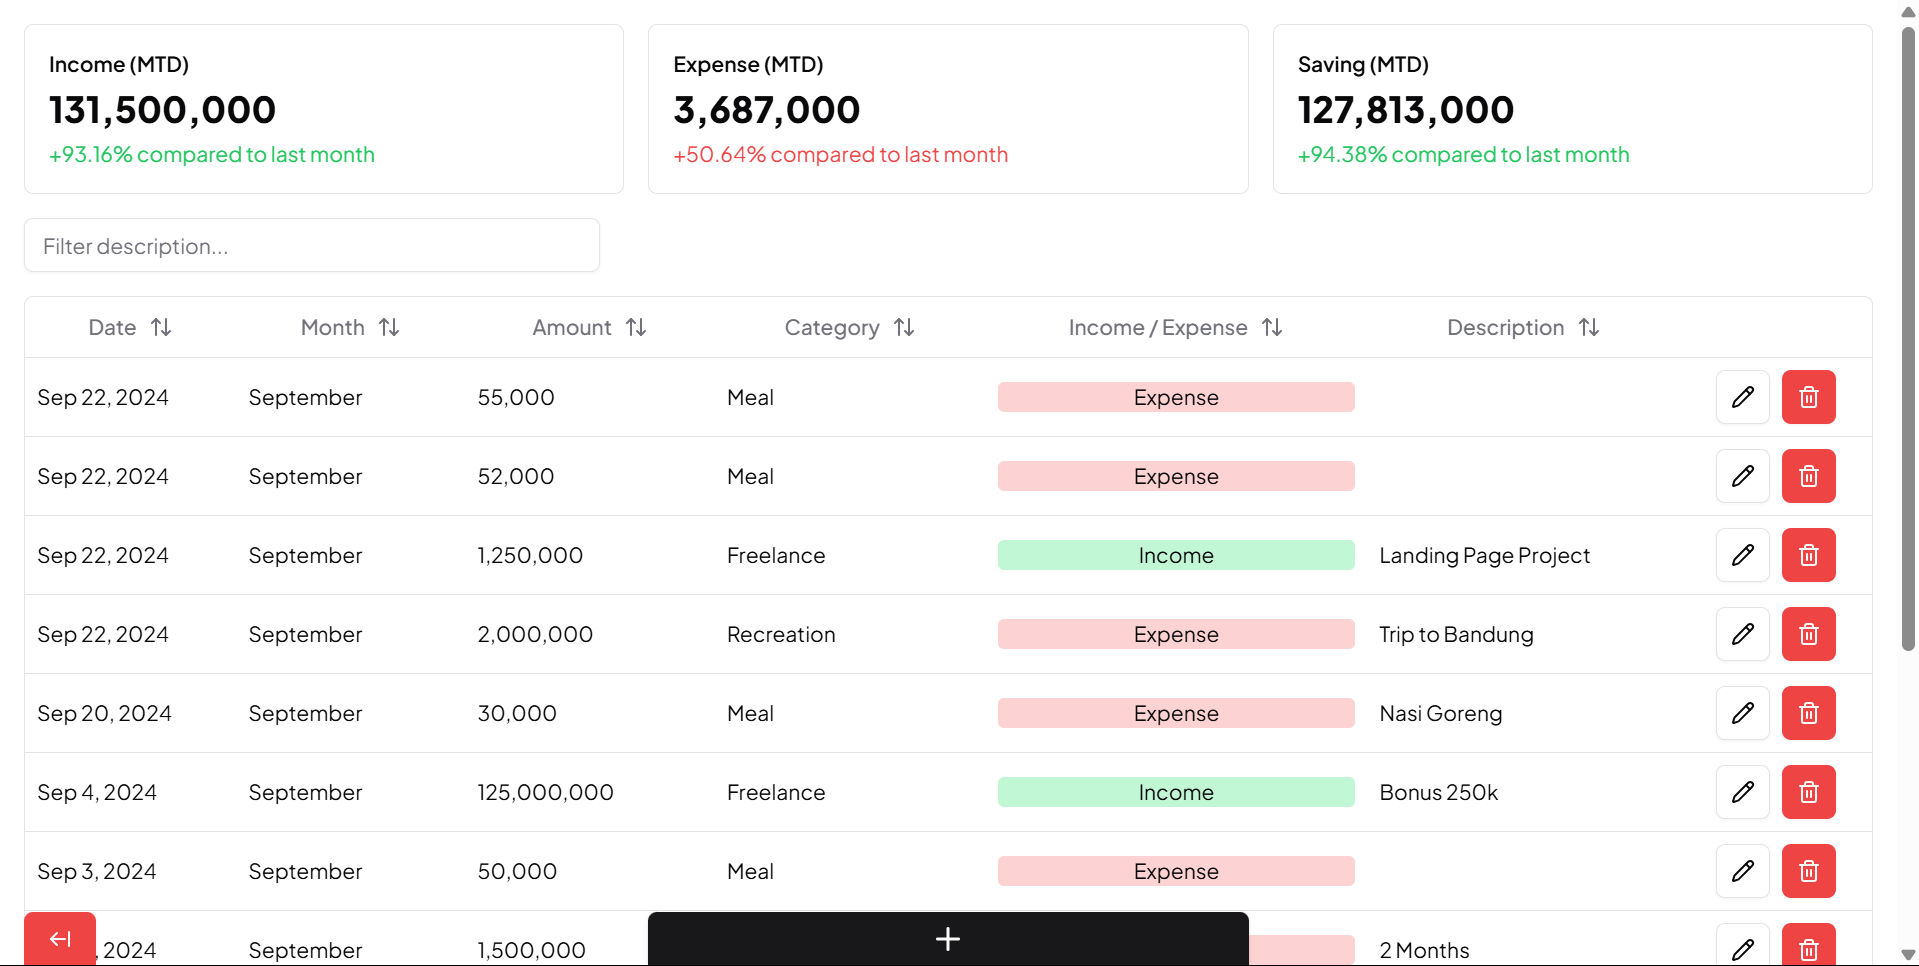 Income (MTD) Expense (MTD) Saving (MTD)
131,500,000 3,687,000 127,813,000
+93.16% compared to last month +50.64% compared to last month +94.38% compared to last month
Filter description...
Date Month Amount Category Income / Expense Description
Sep 22, 2024 September 55,000 Meal Expense
Sep 22, 2024 September 52,000 Meal Expense
Sep 22, 2024 September 1,250,000 Freelance Income Landing Page Project
Sep 22, 2024 September 2,000,000 Recreation Expense Trip to Bandung
Sep 20, 2024 September 30,000 Meal Expense Nasi Goreng
Sep 4, 2024 September 125,000,000 Freelance Income Bonus 250k
Sep 3, 2024 September 50,000 Meal Expense
, 2024 September 1,500,000 2 Months